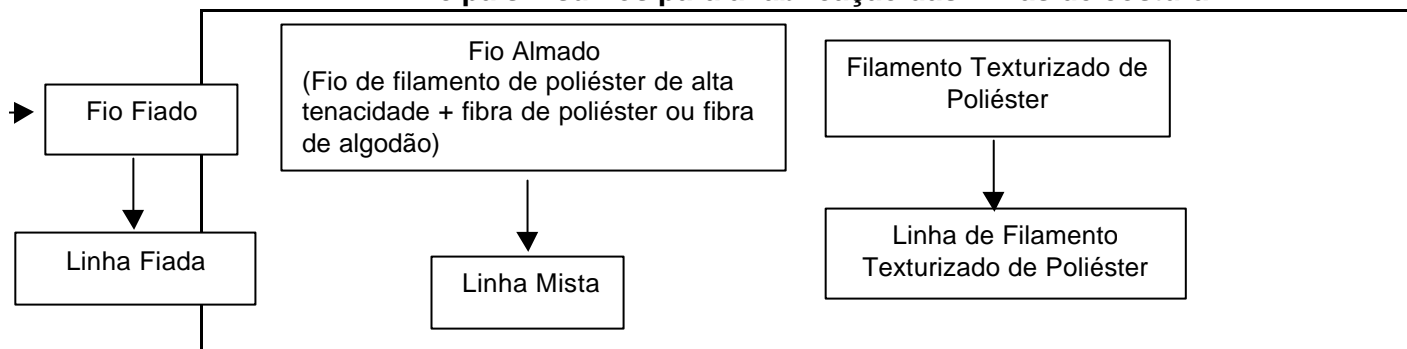 Fio Almado
(Fio de filamento de poliéster de alta
tenacidade + fibra de poliéster ou fibra
de algodão)
Filamento Texturizado de
Poliéster
Fio Fiado
Linha Fiada
Linha Mista
Linha de Filamento
Texturizado de Poliéster